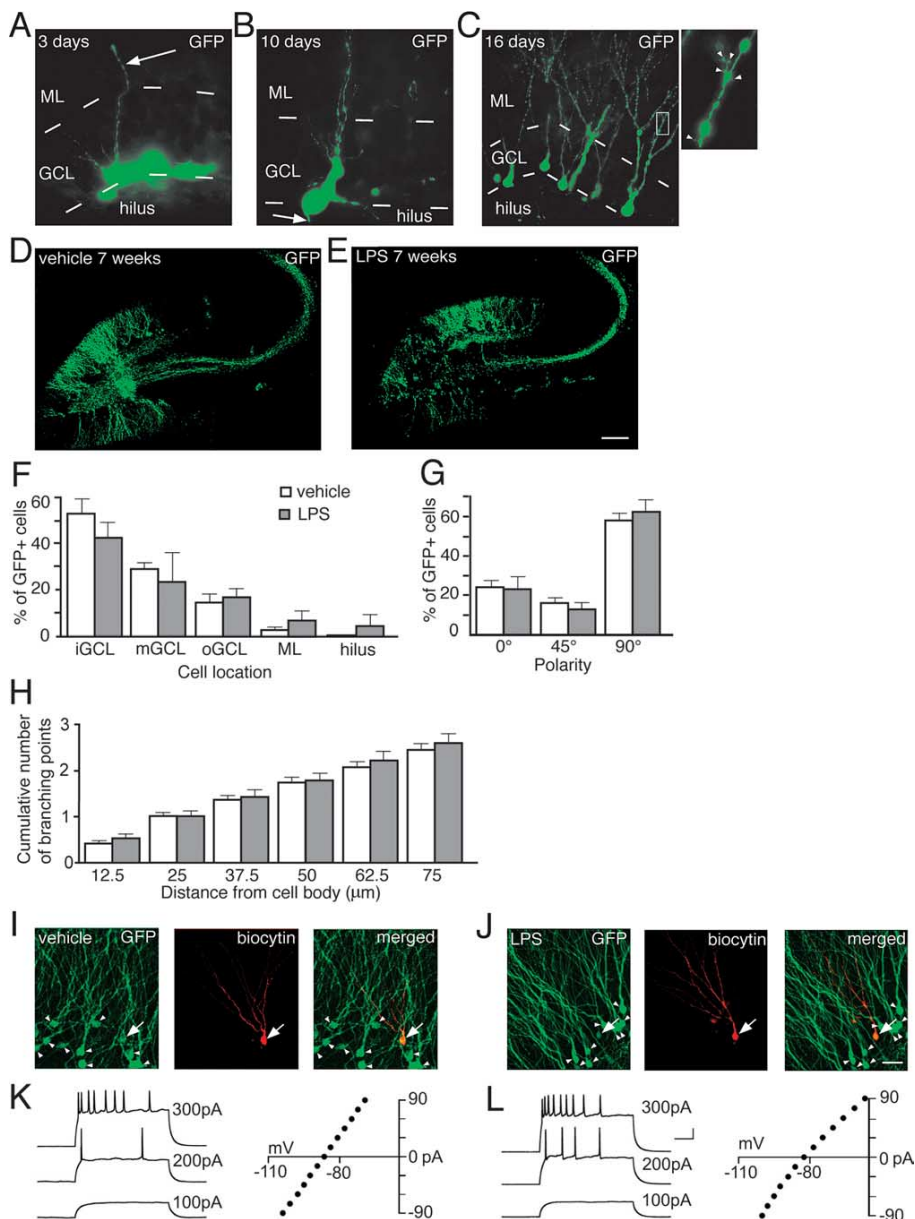 A
3 days
GFP
ML
GCL
hilus
B
10 days
GFP
ML
GCL
hilus
C
16 days
GFP
ML
GCL
hilus
D
vehicle 7 weeks
GFP
E
LPS 7 weeks
GFP
F
% of GFP+ cells
60
40
20
0
vehicle
LPS
iGCL
mGCL
oGCL
ML
hilus
Cell location
G
% of GFP+ cells
60
40
20
0
0°
45°
90°
Polarity
H
Cumulative number
of branching points
3
2
1
0
12.5
25
37.5
50
62.5
75
Distance from cell body (µm)
I
vehicle
GFP
biocytin
merged
J
LPS
GFP
biocytin
merged
K
300pA
200pA
100pA
90
mV
0 pA
-110
-80
-90
L
300pA
200pA
100pA
90
mV
0 pA
-110
-80
-90